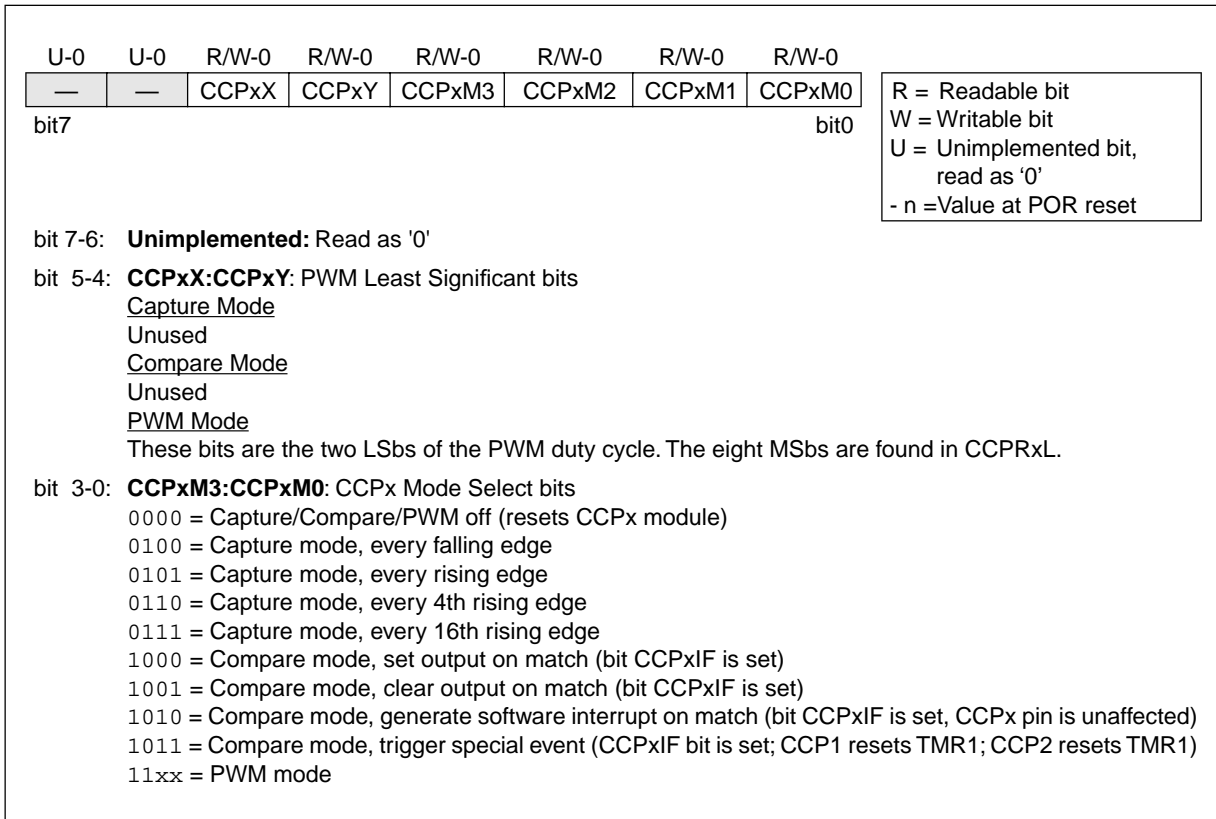 U-0 U-0 R/W-0 R/W-0 R/W-0 R/W-0 R/W-0 R/W-0
— — CCPxX CCPxY CCPxM3 CCPxM2 CCPxM1 CCPxM0
bit7 bit0
R = Readable bit
W = Writable bit
U = Unimplemented bit,
read as ‘0’
- n =Value at POR reset
bit 7-6: Unimplemented: Read as '0'
bit 5-4: CCPxX:CCPxY: PWM Least Significant bits
Capture Mode
Unused
Compare Mode
Unused
PWM Mode
These bits are the two LSbs of the PWM duty cycle. The eight MSbs are found in CCPRxL.
bit 3-0: CCPxM3:CCPxM0: CCPx Mode Select bits
0000 = Capture/Compare/PWM off (resets CCPx module)
0100 = Capture mode, every falling edge
0101 = Capture mode, every rising edge
0110 = Capture mode, every 4th rising edge
0111 = Capture mode, every 16th rising edge
1000 = Compare mode, set output on match (bit CCPxIF is set)
1001 = Compare mode, clear output on match (bit CCPxIF is set)
1010 = Compare mode, generate software interrupt on match (bit CCPxIF is set, CCPx pin is unaffected)
1011 = Compare mode, trigger special event (CCPxIF bit is set; CCP1 resets TMR1; CCP2 resets TMR1)
11xx = PWM mode